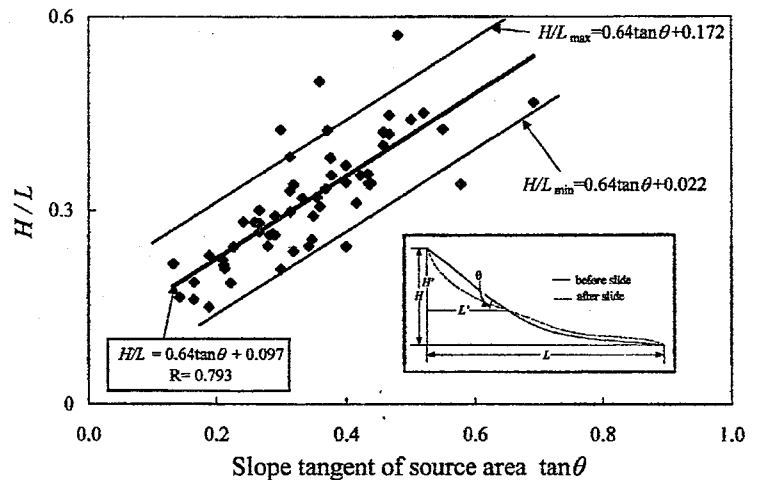 0.6
H/L max=0.64tanθ+0.172
H/L
0.3
H/L min=0.64tanθ+0.022
θ
before slide
after slide
H
H'
L'
L
H/L = 0.64tanθ + 0.097
R= 0.793
0
0.0 0.2 0.4 0.6 0.8 1.0
Slope tangent of source area tanθ